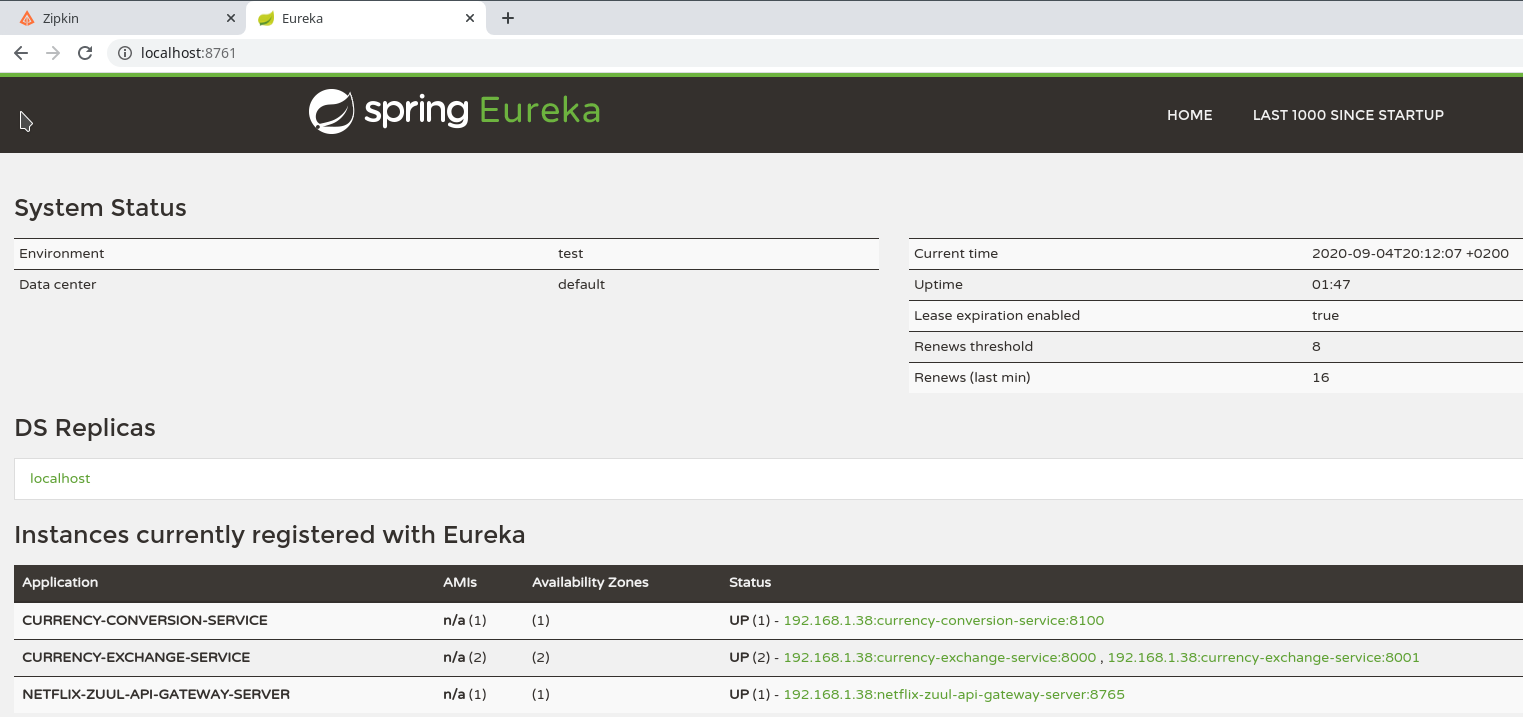 Zipkin
Eureka
localhost:8761
spring Eureka
HOME
LAST 1000 SINCE STARTUP
System Status
Environment test
Data center default
Current time 2020-09-04T20:12:07 +0200
Uptime 01:47
Lease expiration enabled true
Renews threshold 8
Renews (last min) 16
DS Replicas
localhost
Instances currently registered with Eureka
Application AMIs Availability Zones Status
CURRENCY-CONVERSION-SERVICE n/a (1) (1) UP (1) - 192.168.1.38:currency-conversion-service:8100
CURRENCY-EXCHANGE-SERVICE n/a (2) (2) UP (2) - 192.168.1.38:currency-exchange-service:8000 , 192.168.1.38:currency-exchange-service:8001
NETFLIX-ZUUL-API-GATEWAY-SERVER n/a (1) (1) UP (1) - 192.168.1.38:netflix-zuul-api-gateway-server:8765